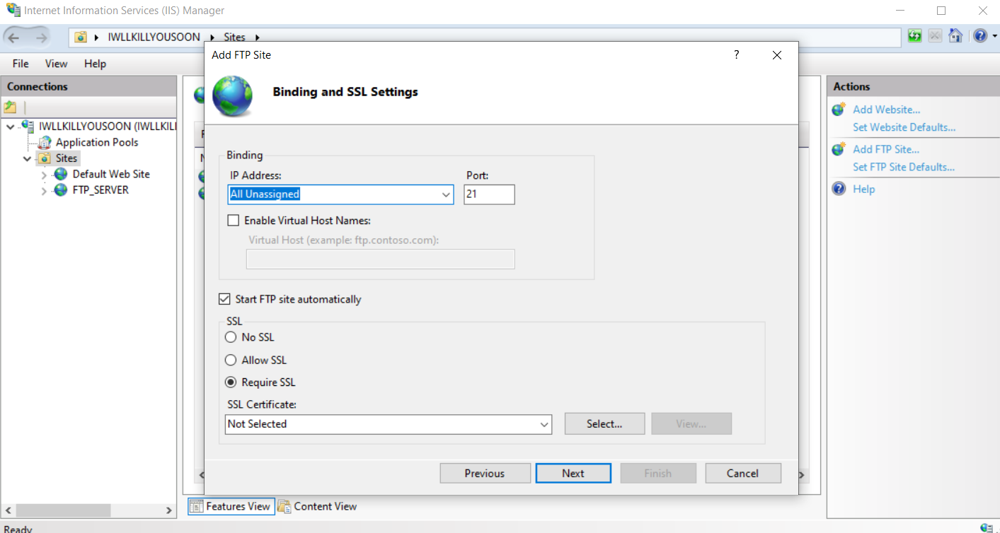 Internet Information Services (IIS) Manager
IWLLKILLYOUSOON Sites
File View Help
Connections
IWLLKILLYOUSOON (IWLLKILI
Application Pools
Sites
Default Web Site
FTP_SERVER
Add FTP Site
?
Binding and SSL Settings
Binding
IP Address: Port:
All Unassigned 21
Enable Virtual Host Names:
Virtual Host (example: ftp.contoso.com):
Start FTP site automatically
SSL
No SSL
Allow SSL
Require SSL
SSL Certificate:
Not Selected Select... View...
Previous Next Finish Cancel
Features View Content View
Actions
Add Website...
Set Website Defaults...
Add FTP Site...
Set FTP Site Defaults...
Help
Ready